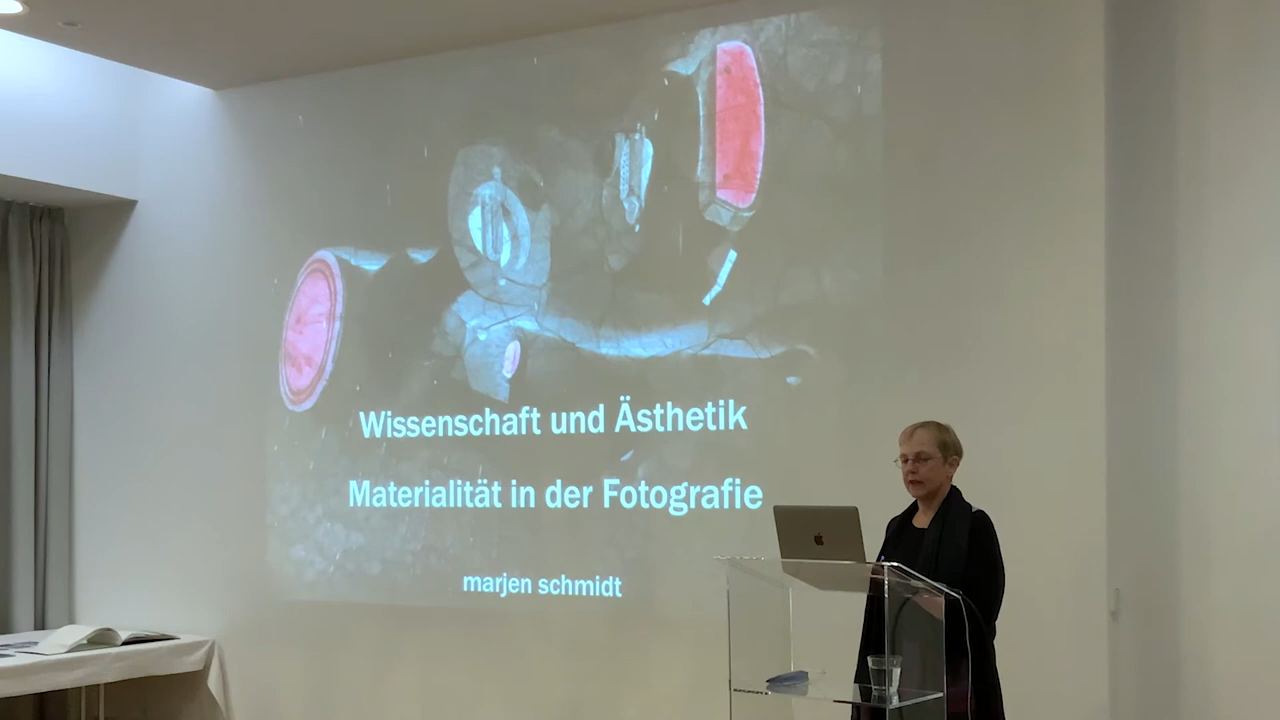 Wissenschaft und Ästhetik
Materialität in der Fotografie
marjen schmidt